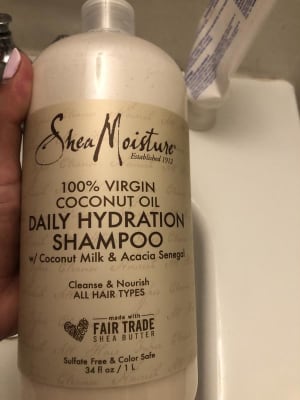 SheaMoisture®
Established 1912
100% VIRGIN
COCONUT OIL
DAILY HYDRATION
SHAMPOO
w/ Coconut Milk & Acacia Senegal
Cleanse & Nourish
ALL HAIR TYPES
made with
FAIR TRADE
SHEA BUTTER
Sulfate Free & Color Safe
34 fl oz / 1 L